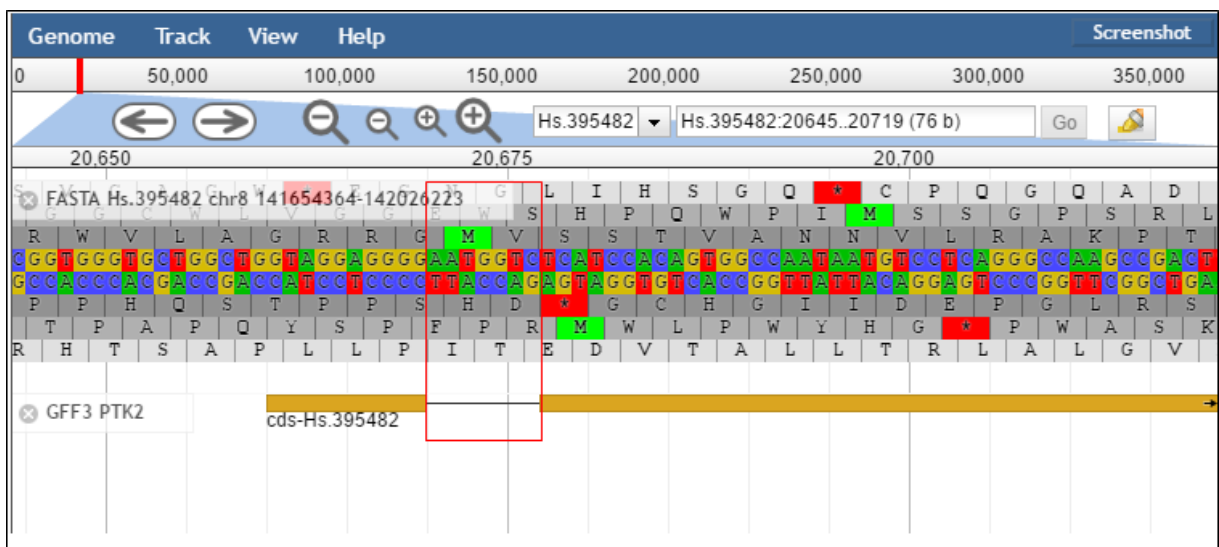 Genome Track View Help Screenshot
0 50,000 100,000 150,000 200,000 250,000 300,000 350,000
Hs.395482 Hs.395482:20645..20719 (76 b) Go
20,650 20,675 20,700
FASTA Hs.395482 chr8 141654364-142026223
N G L I H S G Q * C P Q G Q A D
G G C W L V G G E W S H P Q W P I M S S G P S R L
R W V L A G R R G M V S S T V A N N V L R A K P T
CGGTGGGTGCTGGCTGGTAGGAGGGGAATGGTCTCATCCACAGTGGCCAATAATGTCCTCAGGGCCAAGCCGACT
GCCACCCACGACCGACCATCCTCCCCTTACCAGAGTAGGTGTCACCGGTTATTACAGGAGTCCCGGTTCGGCTGA
P P H Q S T P P S H D * G C H G I I D E P G L R S
T P A P Q Y S P F P R M W L P W Y H G * P W A S K
R H T S A P L L P I T E D V T A L L T R L A L G V
GFF3 PTK2
cds-Hs.395482